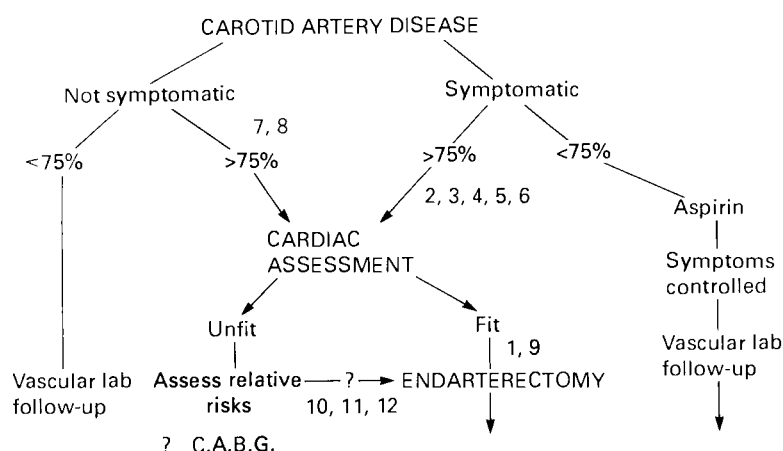 CAROTID ARTERY DISEASE
Not symptomatic
Symptomatic
7, 8
<75%
>75%
>75%
<75%
2, 3, 4, 5, 6
Aspirin
CARDIAC
ASSESSMENT
Symptoms
controlled
Unfit
Fit
1, 9
Vascular lab
follow-up
Assess relative
risks
?
10, 11, 12
ENDARTERECTOMY
Vascular lab
follow-up
? C.A.B.G.